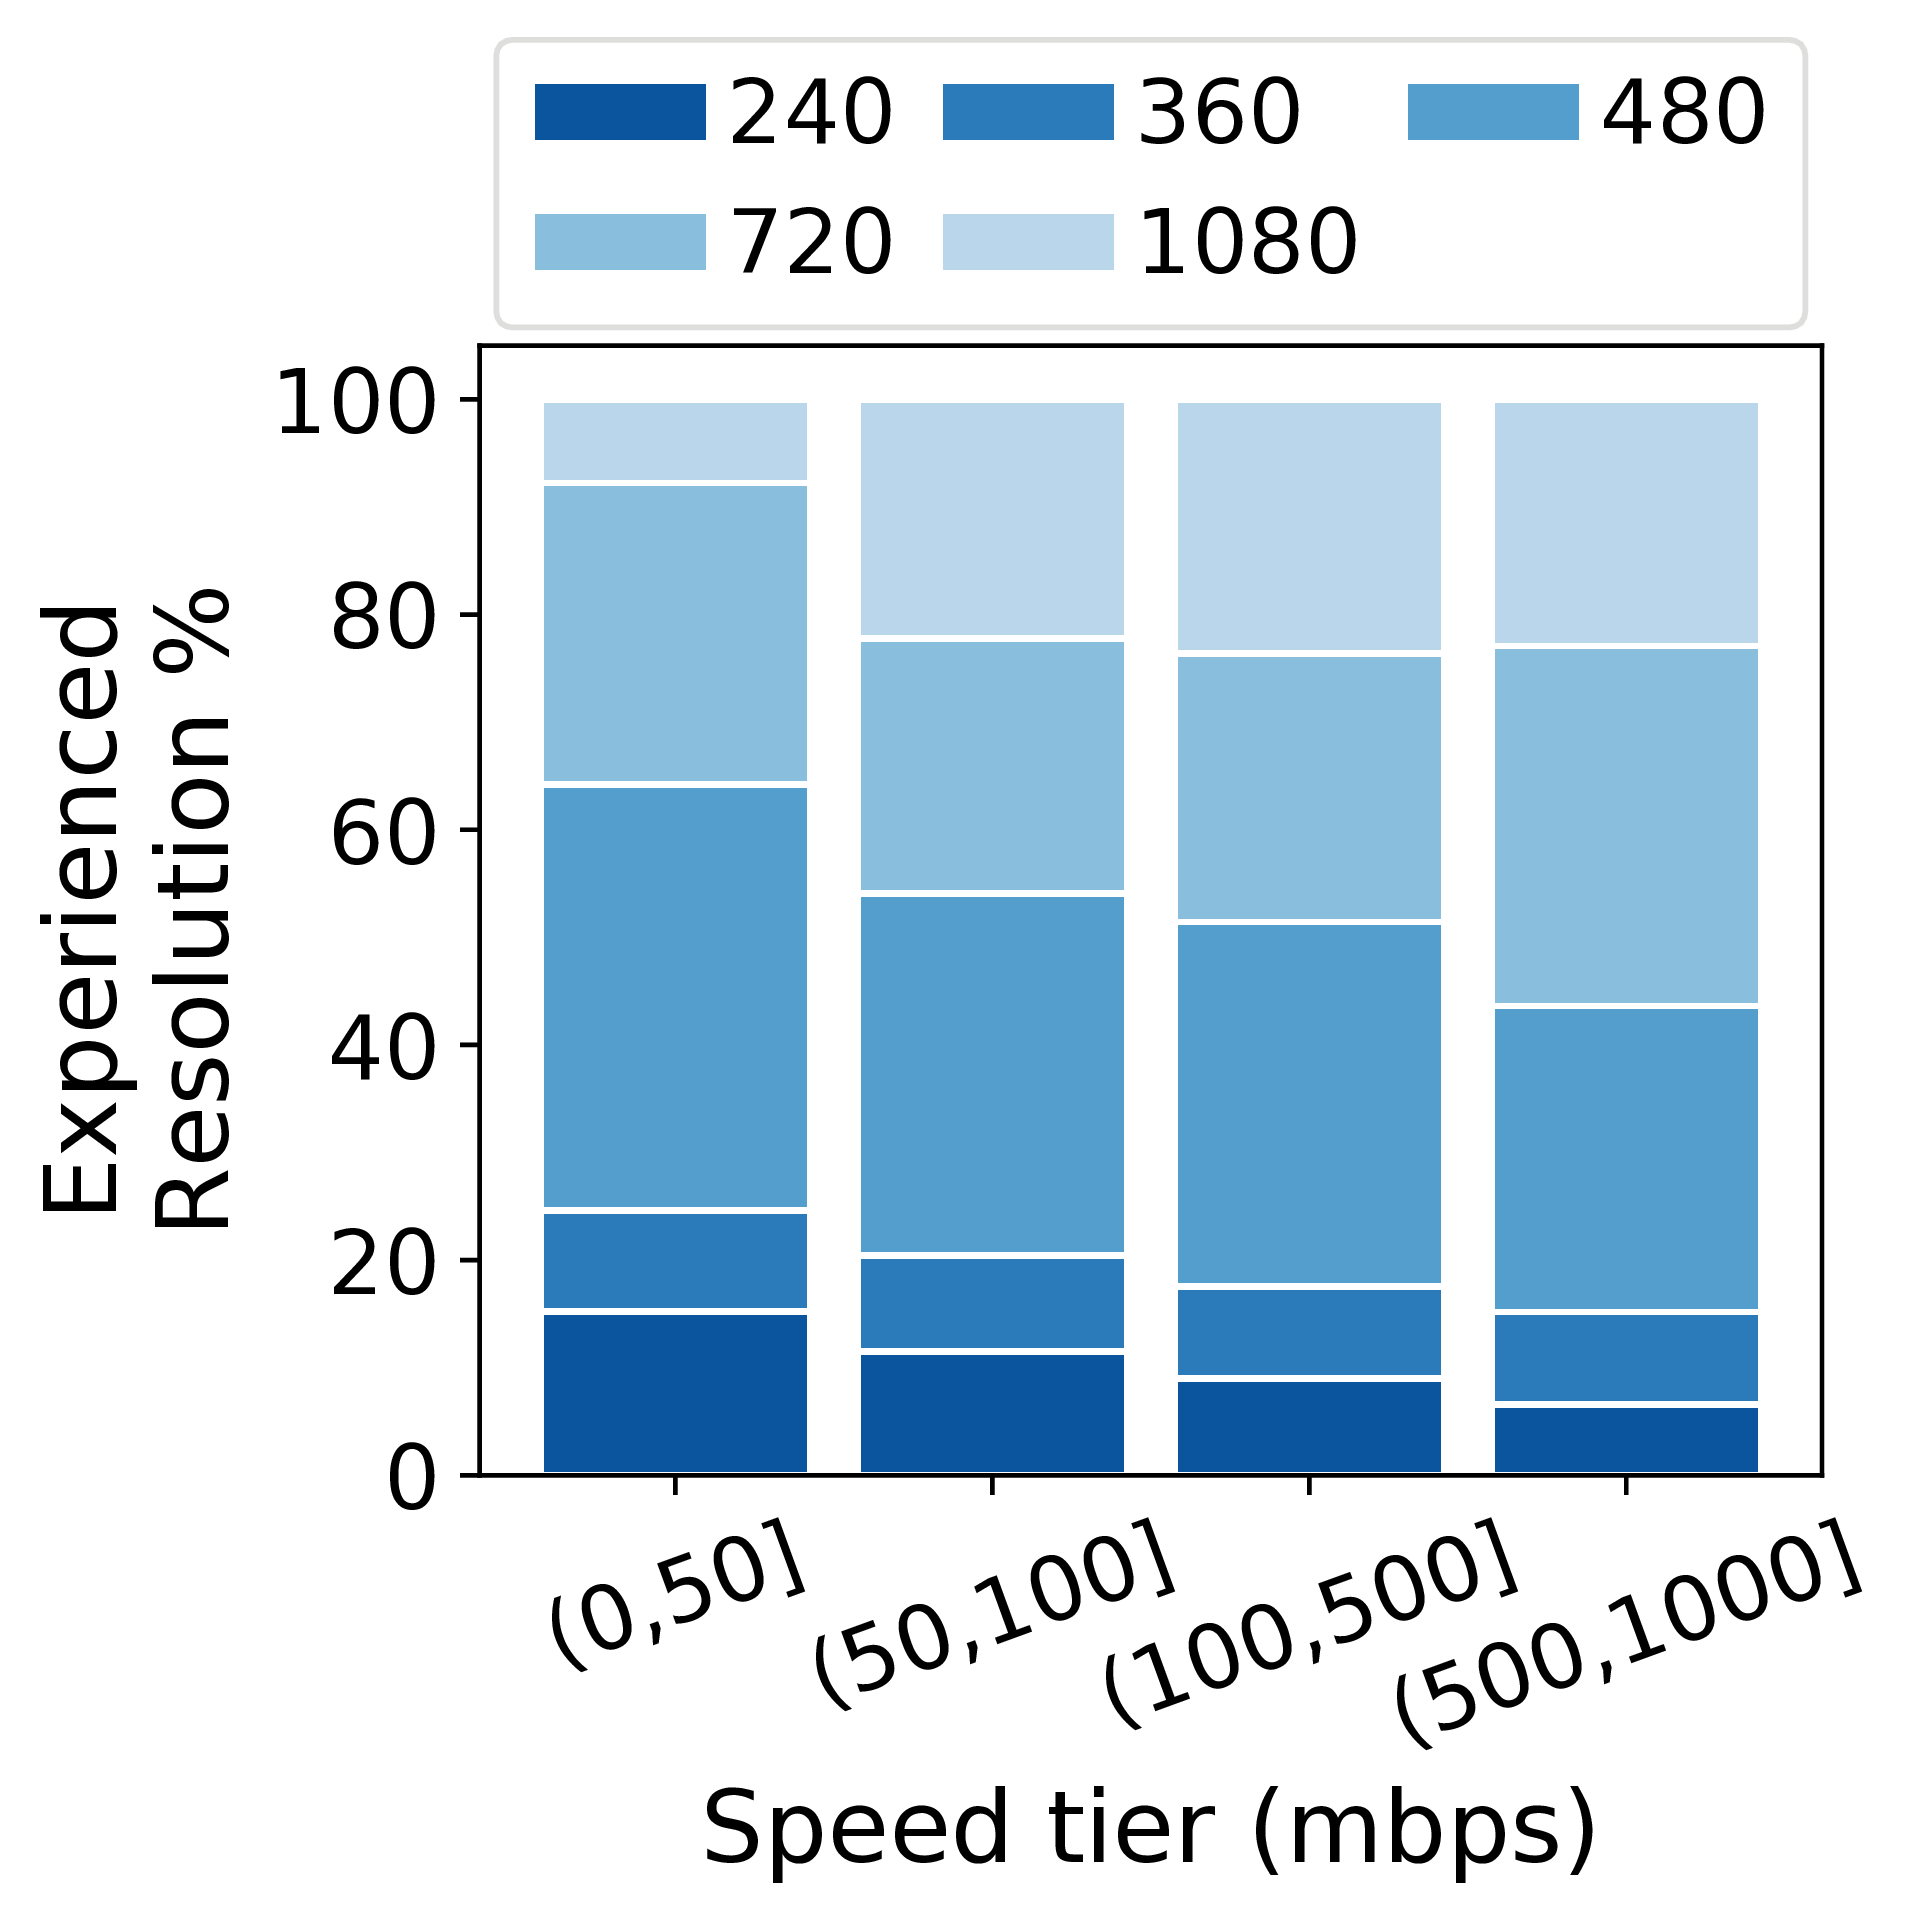 240 360 480
720 1080
100
80
60
40
20
0
Experienced
Resolution %
(0,50] (50,100] (100,500] (500,1000]
Speed tier (mbps)